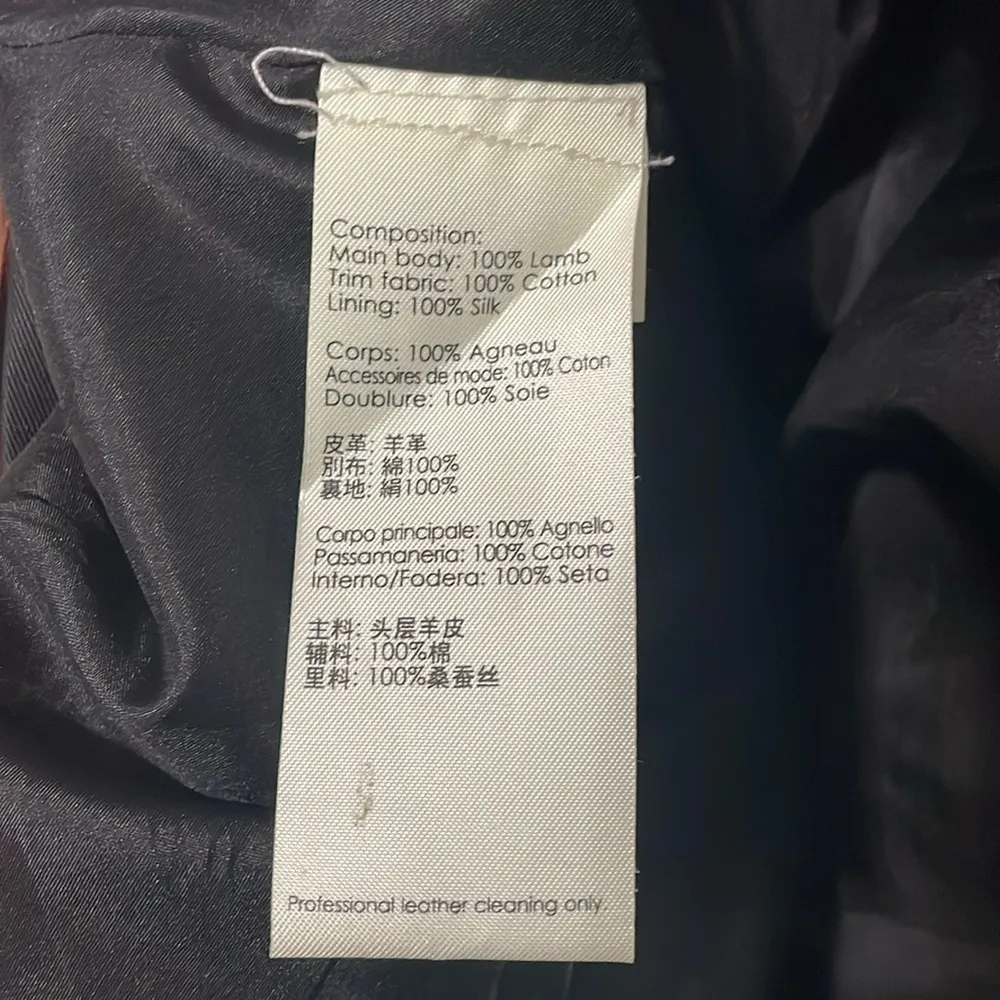 Composition:
Main body: 100% Lamb
Trim fabric: 100% Cotton
Lining: 100% Silk
Corps: 100% Agneau
Accessoires de mode: 100% Coton
Doublure: 100% Soie
皮革: 羊革
別布: 綿100%
裏地: 絹100%
Corpo principale: 100% Agnello
Passamaneria: 100% Cotone
Interno/Fodera: 100% Seta
主料: 头层羊皮
辅料: 100%棉
里料: 100%桑蚕丝
Professional leather cleaning only.